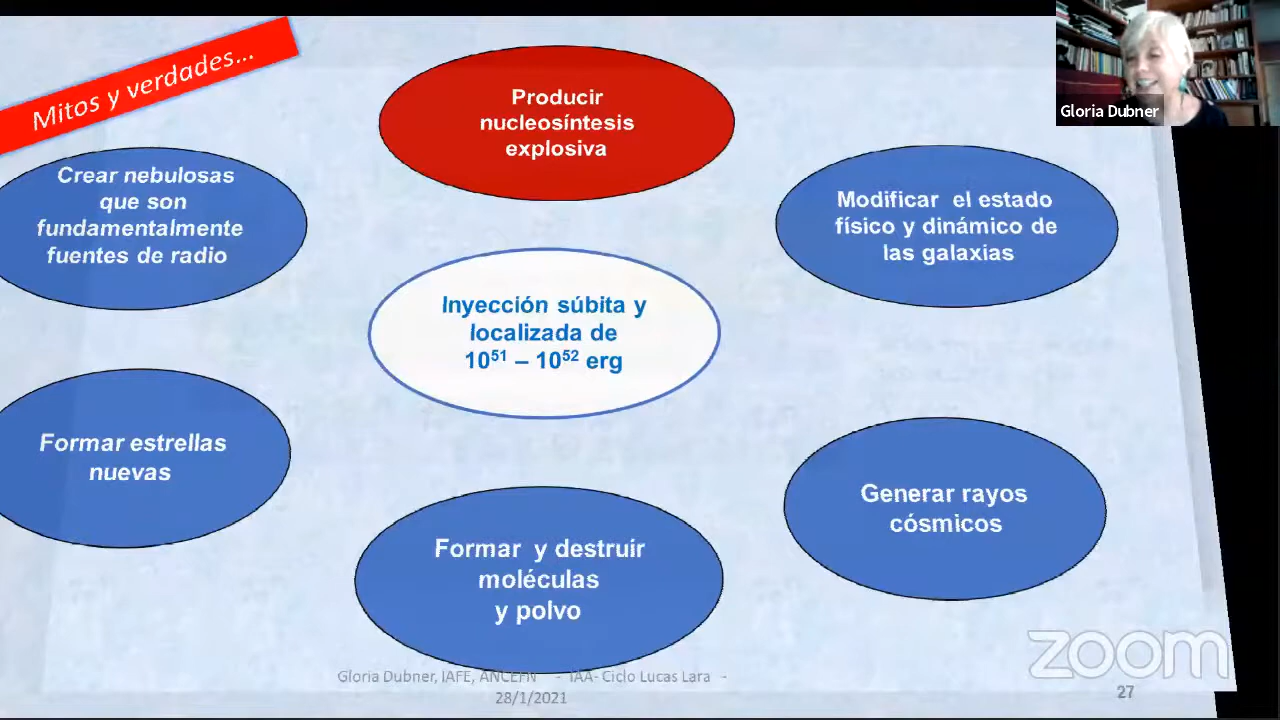 Mitos y verdades...
Producir
nucleosíntesis
explosiva
Gloria Dubner
Crear nebulosas
que son
fundamentalmente
fuentes de radio
Modificar el estado
físico y dinámico de
las galaxias
Inyección súbita y
localizada de
10⁵¹ – 10⁵² erg
Formar estrellas
nuevas
Generar rayos
cósmicos
Formar y destruir
moléculas
y polvo
Gloria Dubner, IAFE, ANCEFN - IAA- Ciclo Lucas Lara -
28/1/2021
zoom
27